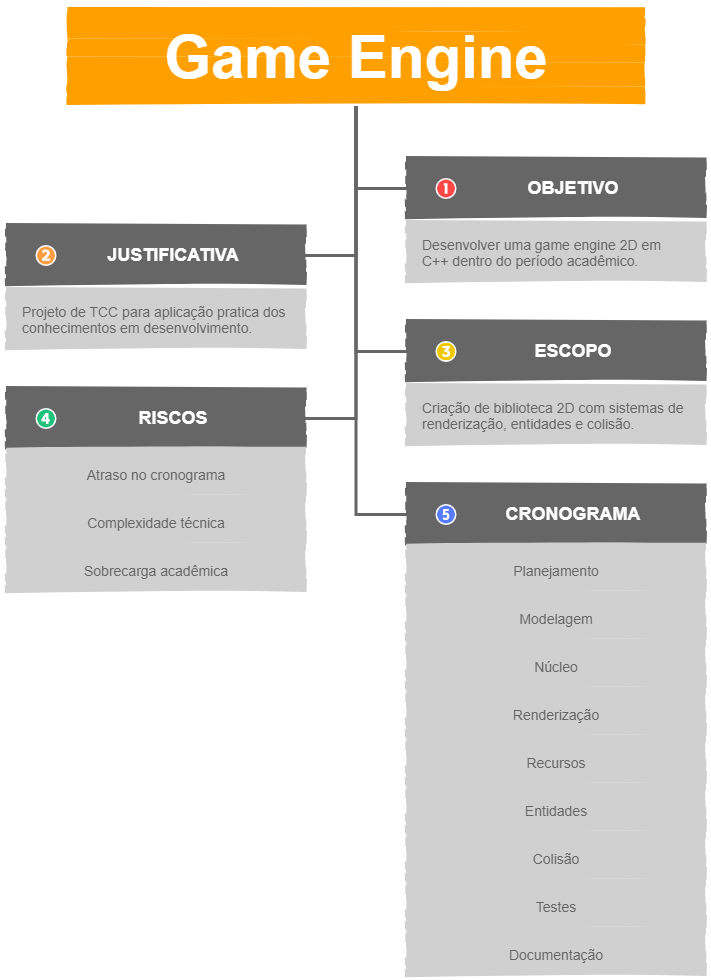 Game Engine
1 OBJETIVO
Desenvolver uma game engine 2D em
C++ dentro do período acadêmico.
2 JUSTIFICATIVA
Projeto de TCC para aplicação pratica dos
conhecimentos em desenvolvimento.
3 ESCOPO
Criação de biblioteca 2D com sistemas de
renderização, entidades e colisão.
4 RISCOS
Atraso no cronograma
Complexidade técnica
Sobrecarga acadêmica
5 CRONOGRAMA
Planejamento
Modelagem
Núcleo
Renderização
Recursos
Entidades
Colisão
Testes
Documentação